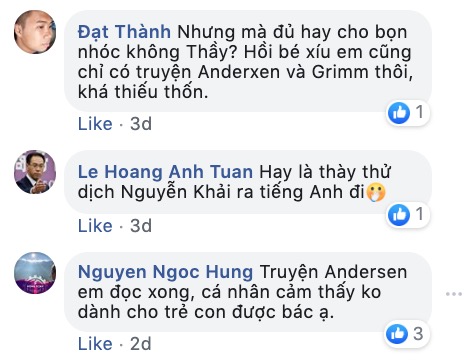 Đạt Thành Nhưng mà đủ hay cho bọn
nhóc không Thầy? Hồi bé xíu em cũng
chỉ có truyện Anderxen và Grimm thôi,
khá thiếu thốn.
1
Like · 3d
Le Hoang Anh Tuan Hay là thày thử
dịch Nguyễn Khải ra tiếng Anh đi🤭
1
Like · 3d
Nguyen Ngoc Hung Truyện Andersen
em đọc xong, cá nhân cảm thấy ko
dành cho trẻ con được bác ạ.
3
Like · 2d